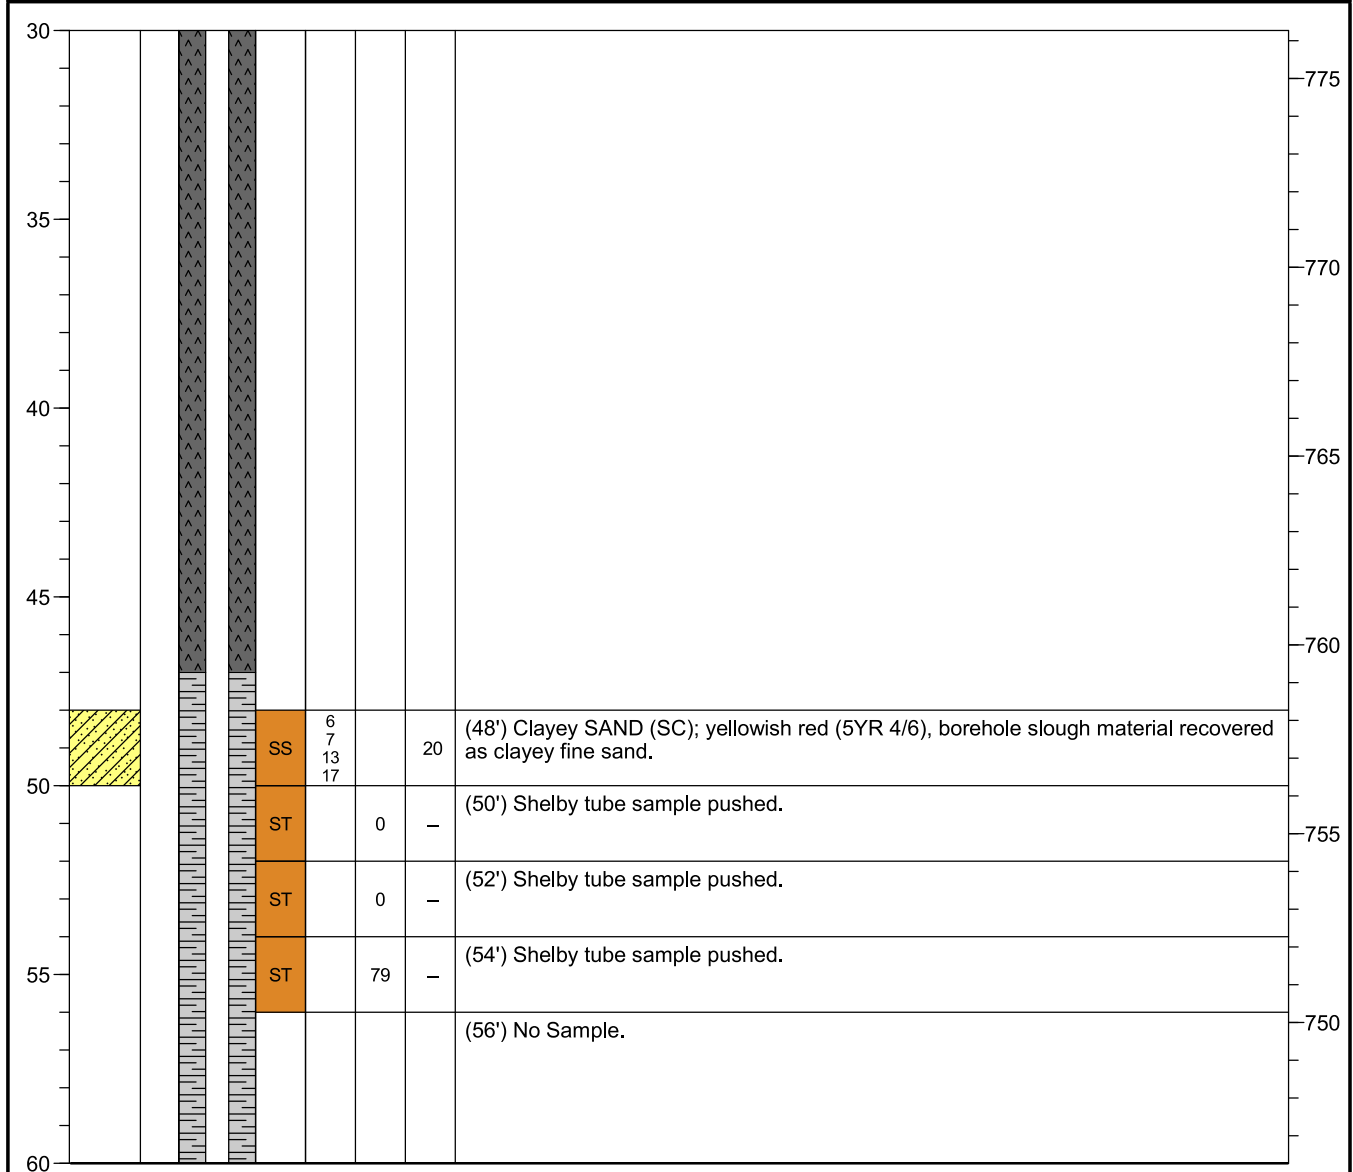 30
775
35
770
40
765
45
760
SS
6
7
13
17
20
(48') Clayey SAND (SC); yellowish red (5YR 4/6), borehole slough material recovered
as clayey fine sand.
50
ST
0
–
(50') Shelby tube sample pushed.
755
ST
0
–
(52') Shelby tube sample pushed.
55
ST
79
–
(54') Shelby tube sample pushed.
750
(56') No Sample.
60